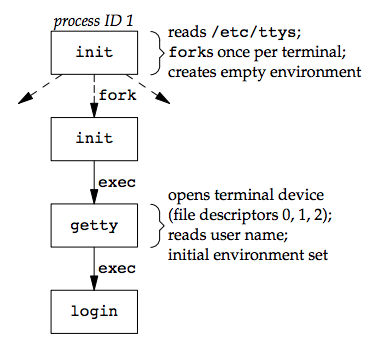 process ID 1
init
reads /etc/ttys;
forks once per terminal;
creates empty environment
fork
init
exec
getty
opens terminal device
(file descriptors 0, 1, 2);
reads user name;
initial environment set
exec
login